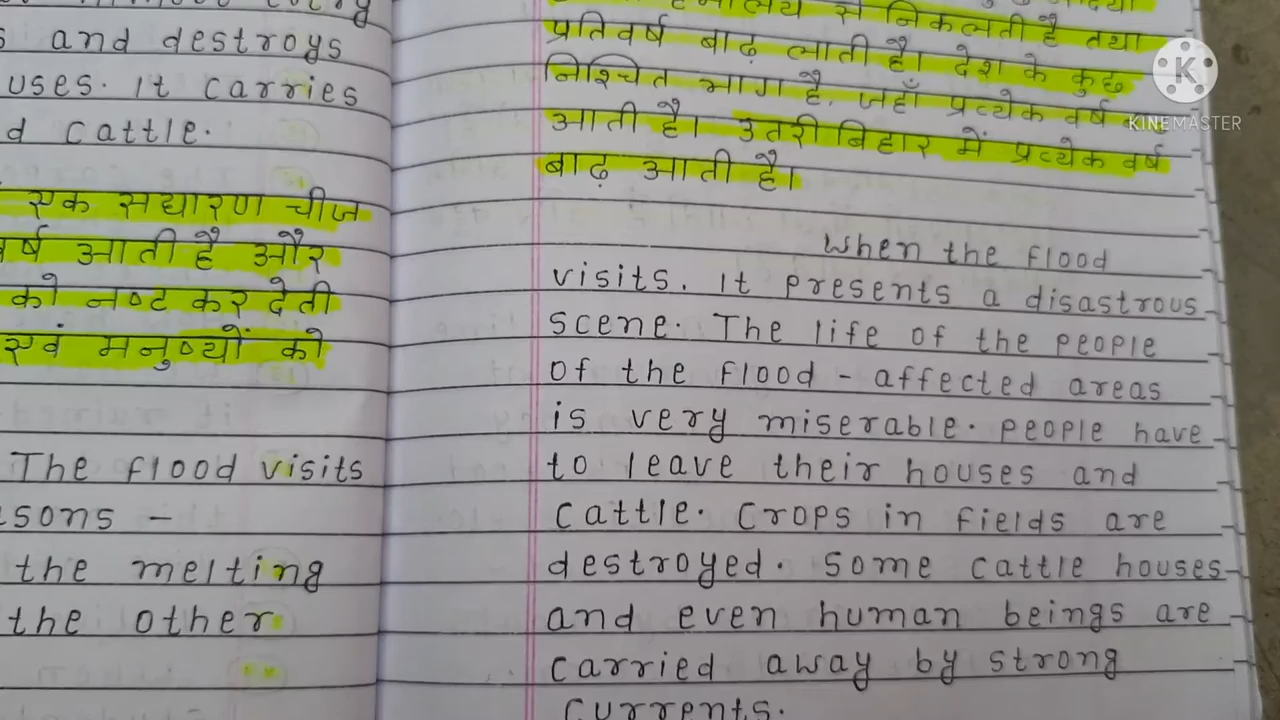 and destroys
uses. It carries
d cattle.
एक सधारण चीज
वर्ष आती है और
को नष्ट कर देती
एवं मनुष्यों को
The flood visits
sons -
the melting
the other
से निकलती है तथा
प्रतिवर्ष बाढ़ लाती है। देश के कुछ
निश्चित भाग है, जहाँ प्रत्येक वर्ष
आती है। उतरी बिहार में प्रत्येक वर्ष
बाढ़ आती है।
When the flood
visits. It presents a disastrous
scene. The life of the people
of the flood - affected areas
is very miserable. people have
to leave their houses and
cattle. Crops in fields are
destroyed. Some cattle houses
and even human beings are
carried away by strong
currents.
K
KINEMASTER